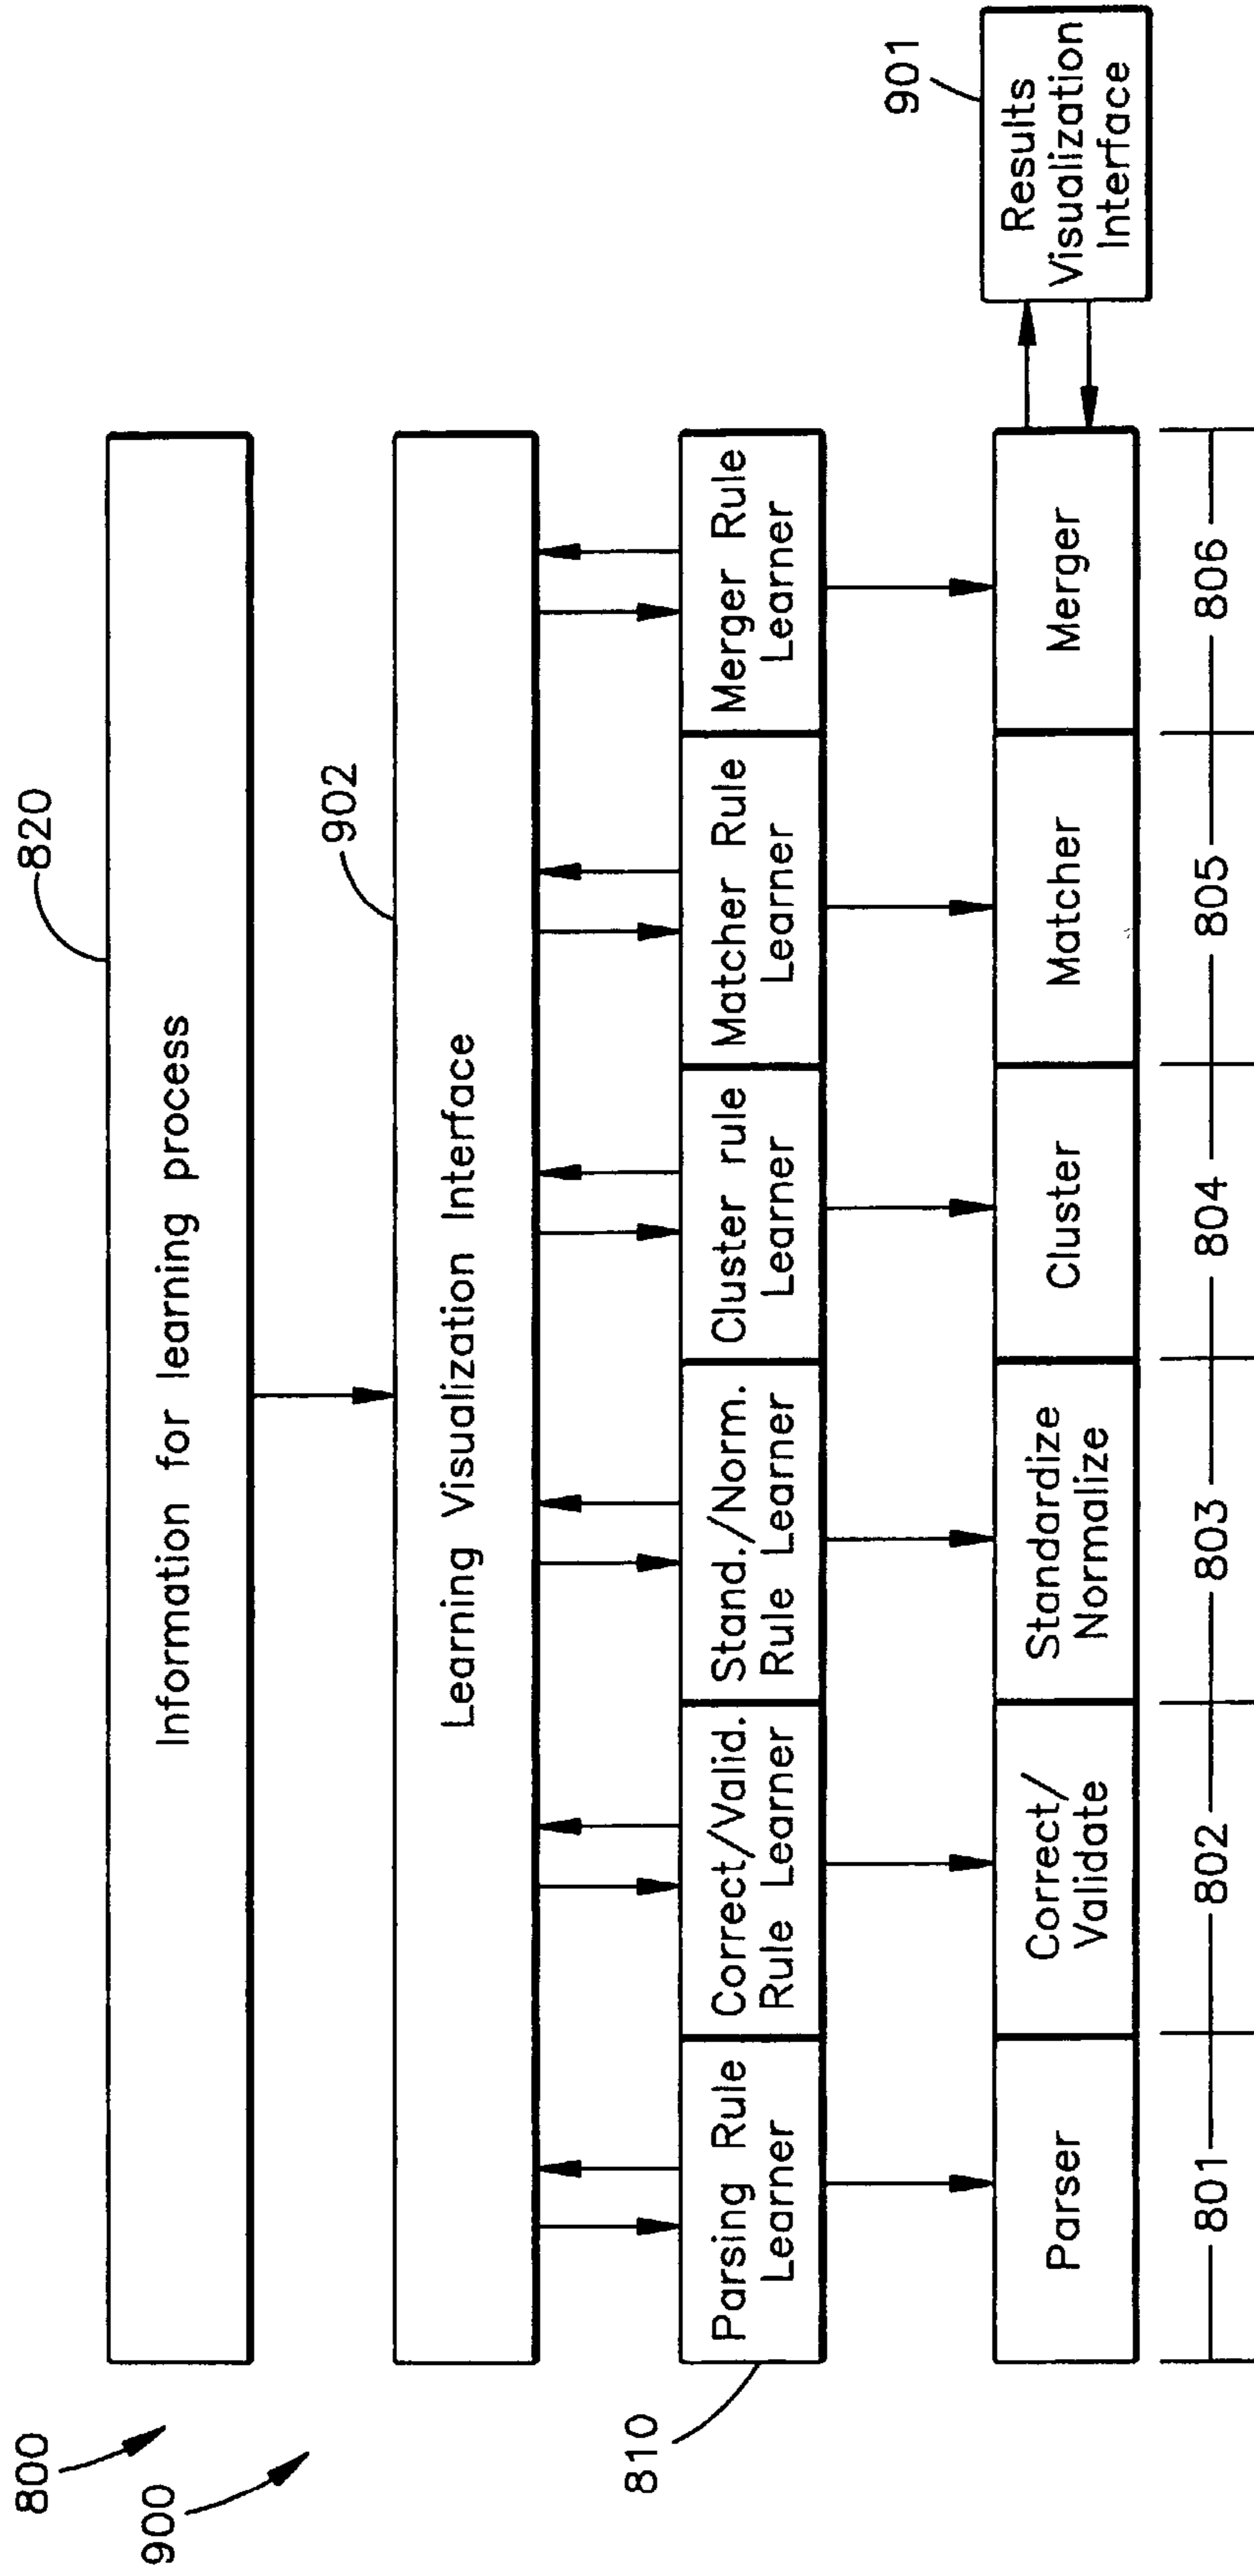 800
900
820
Information for learning process
902
Learning Visualization Interface
810
Parsing Rule
Learner
Correct/Valid.
Rule Learner
Stand./Norm.
Rule Learner
Cluster rule
Learner
Matcher Rule
Learner
Merger Rule
Learner
901
Results
Visualization
Interface
Parser
Correct/
Validate
Standardize
Normalize
Cluster
Matcher
Merger
801
802
803
804
805
806